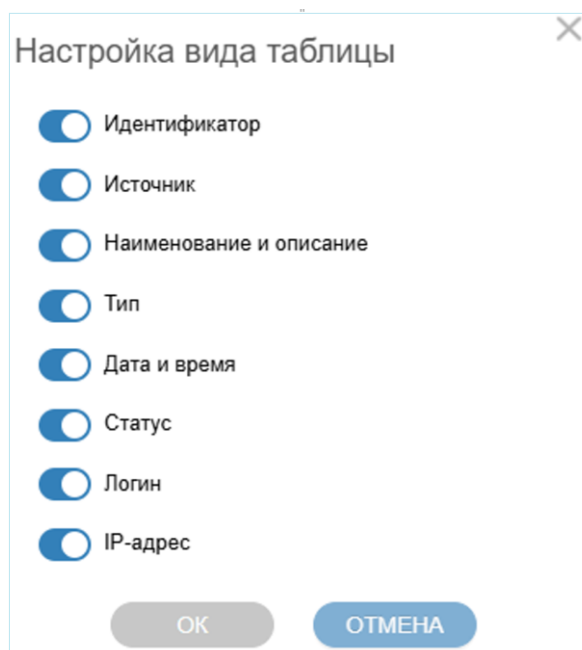 Настройка вида таблицы
Идентификатор
Источник
Наименование и описание
Тип
Дата и время
Статус
Логин
IP-адрес
ОК
ОТМЕНА